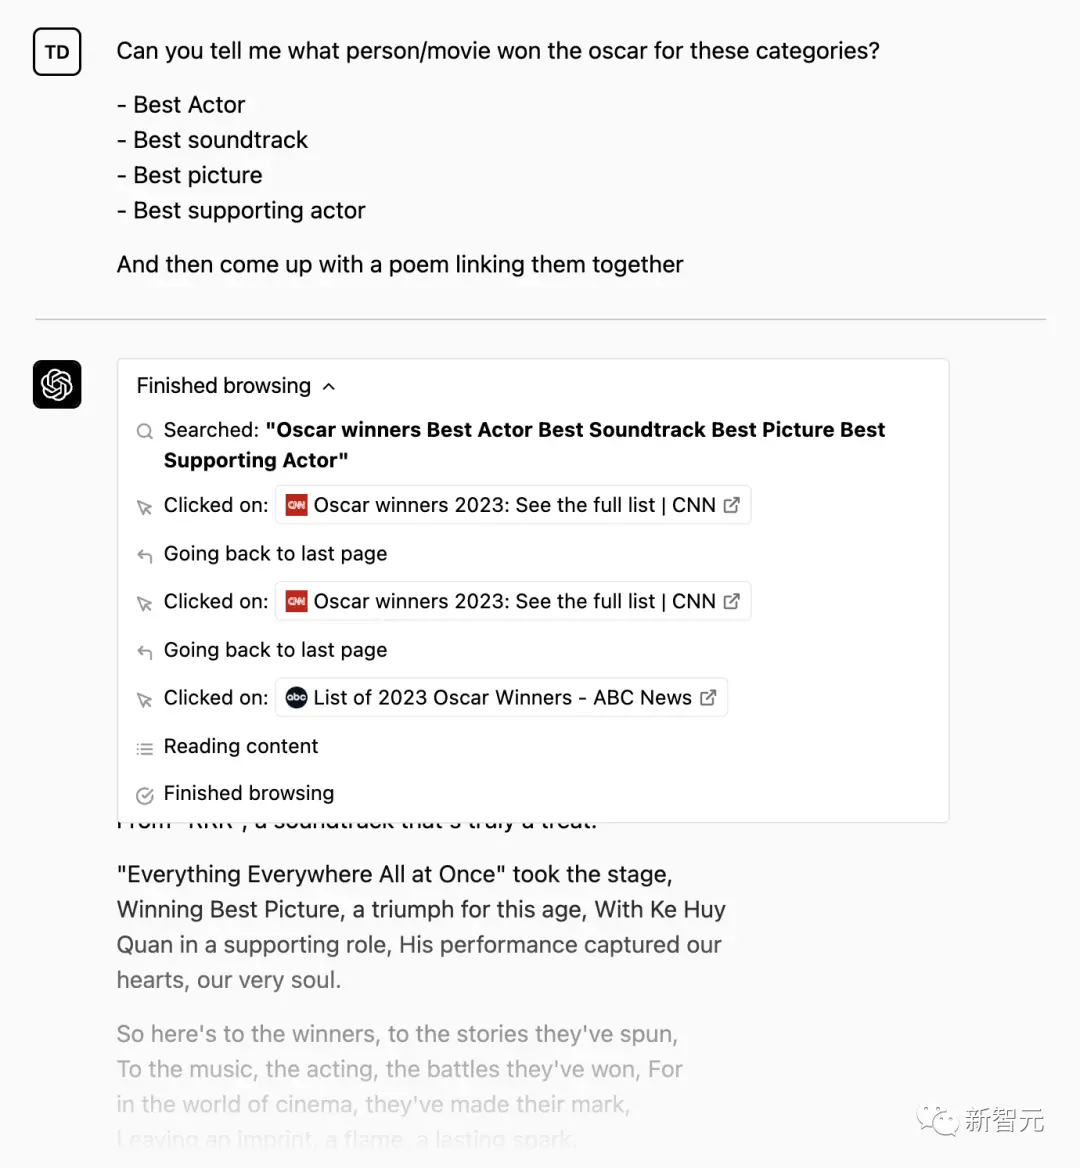 TD
Can you tell me what person/movie won the oscar for these categories?
- Best Actor
- Best soundtrack
- Best picture
- Best supporting actor
And then come up with a poem linking them together
Finished browsing
Searched: "Oscar winners Best Actor Best Soundtrack Best Picture Best
Supporting Actor"
Clicked on: CNN Oscar winners 2023: See the full list | CNN
Going back to last page
Clicked on: CNN Oscar winners 2023: See the full list | CNN
Going back to last page
Clicked on: abc List of 2023 Oscar Winners - ABC News
Reading content
Finished browsing
From "RRR", a soundtrack that's truly a treat.
"Everything Everywhere All at Once" took the stage,
Winning Best Picture, a triumph for this age, With Ke Huy
Quan in a supporting role, His performance captured our
hearts, our very soul.
So here's to the winners, to the stories they've spun,
To the music, the acting, the battles they've won, For
in the world of cinema, they've made their mark,
Leaving an imprint, a flame, a lasting spark.
新智元